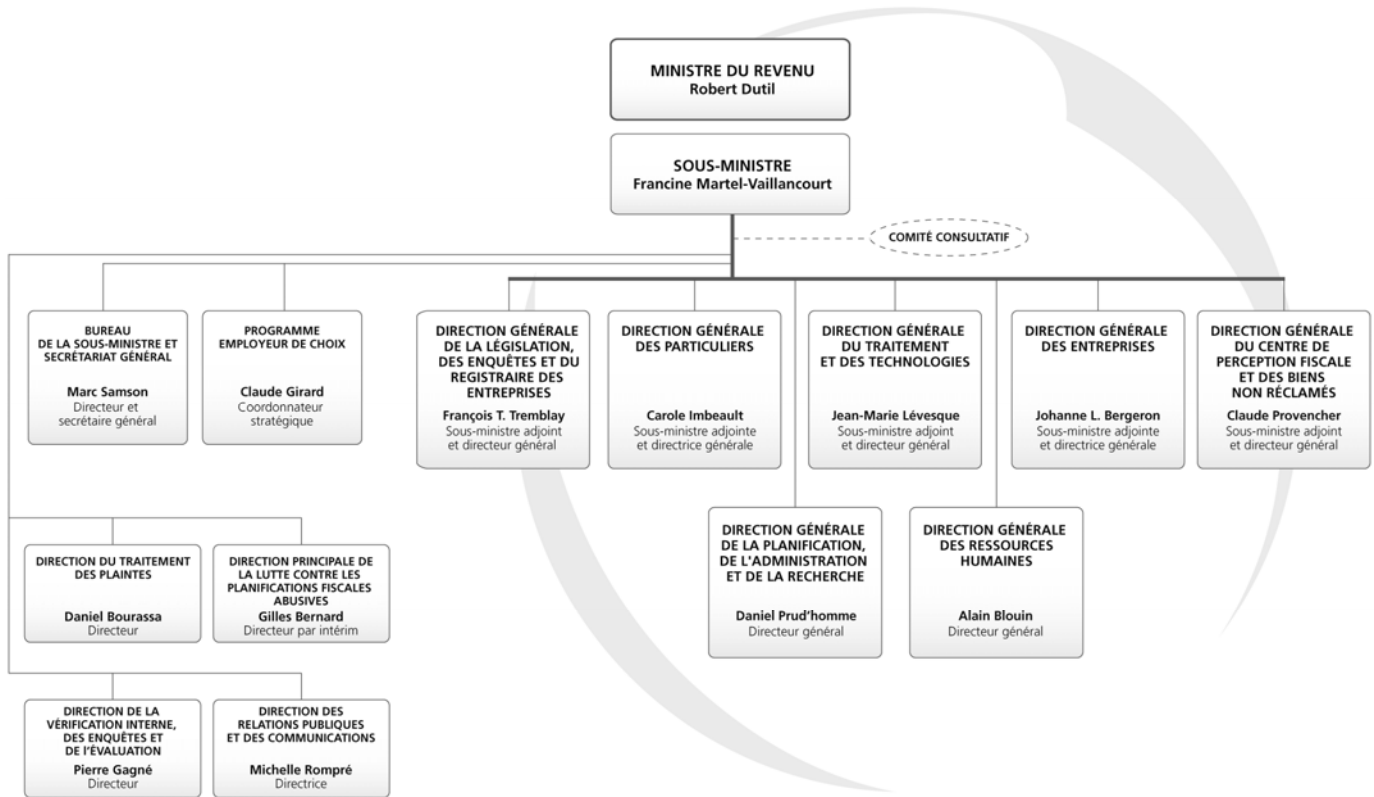 MINISTRE DU REVENU
Robert Dutil
SOUS-MINISTRE
Francine Martel-Vaillancourt
COMITÉ CONSULTATIF
BUREAU
DE LA SOUS-MINISTRE ET
SECRÉTARIAT GÉNÉRAL
Marc Samson
Directeur et
secrétaire général
PROGRAMME
EMPLOYEUR DE CHOIX
Claude Girard
Coordonnateur
stratégique
DIRECTION GÉNÉRALE
DE LA LÉGISLATION,
DES ENQUÊTES ET DU
REGISTRAIRE DES
ENTREPRISES
François T. Tremblay
Sous-ministre adjoint
et directeur général
DIRECTION GÉNÉRALE
DES PARTICULIERS
Carole Imbeault
Sous-ministre adjointe
et directrice générale
DIRECTION GÉNÉRALE
DU TRAITEMENT
ET DES TECHNOLOGIES
Jean-Marie Lévesque
Sous-ministre adjoint
et directeur général
DIRECTION GÉNÉRALE
DES ENTREPRISES
Johanne L. Bergeron
Sous-ministre adjointe
et directrice générale
DIRECTION GÉNÉRALE
DU CENTRE DE
PERCEPTION FISCALE
ET DES BIENS
NON RÉCLAMÉS
Claude Provencher
Sous-ministre adjoint
et directeur général
DIRECTION GÉNÉRALE
DE LA PLANIFICATION,
DE L'ADMINISTRATION
ET DE LA RECHERCHE
Daniel Prud'homme
Directeur général
DIRECTION GÉNÉRALE
DES RESSOURCES
HUMAINES
Alain Blouin
Directeur général
DIRECTION DU TRAITEMENT
DES PLAINTES
Daniel Bourassa
Directeur
DIRECTION PRINCIPALE DE
LA LUTTE CONTRE LES
PLANIFICATIONS FISCALES
ABUSIVES
Gilles Bernard
Directeur par intérim
DIRECTION DE LA
VÉRIFICATION INTERNE,
DES ENQUÊTES ET
DE l'ÉVALUATION
Pierre Gagné
Directeur
DIRECTION DES
RELATIONS PUBLIQUES
ET DES COMMUNICATIONS
Michelle Rompré
Directrice